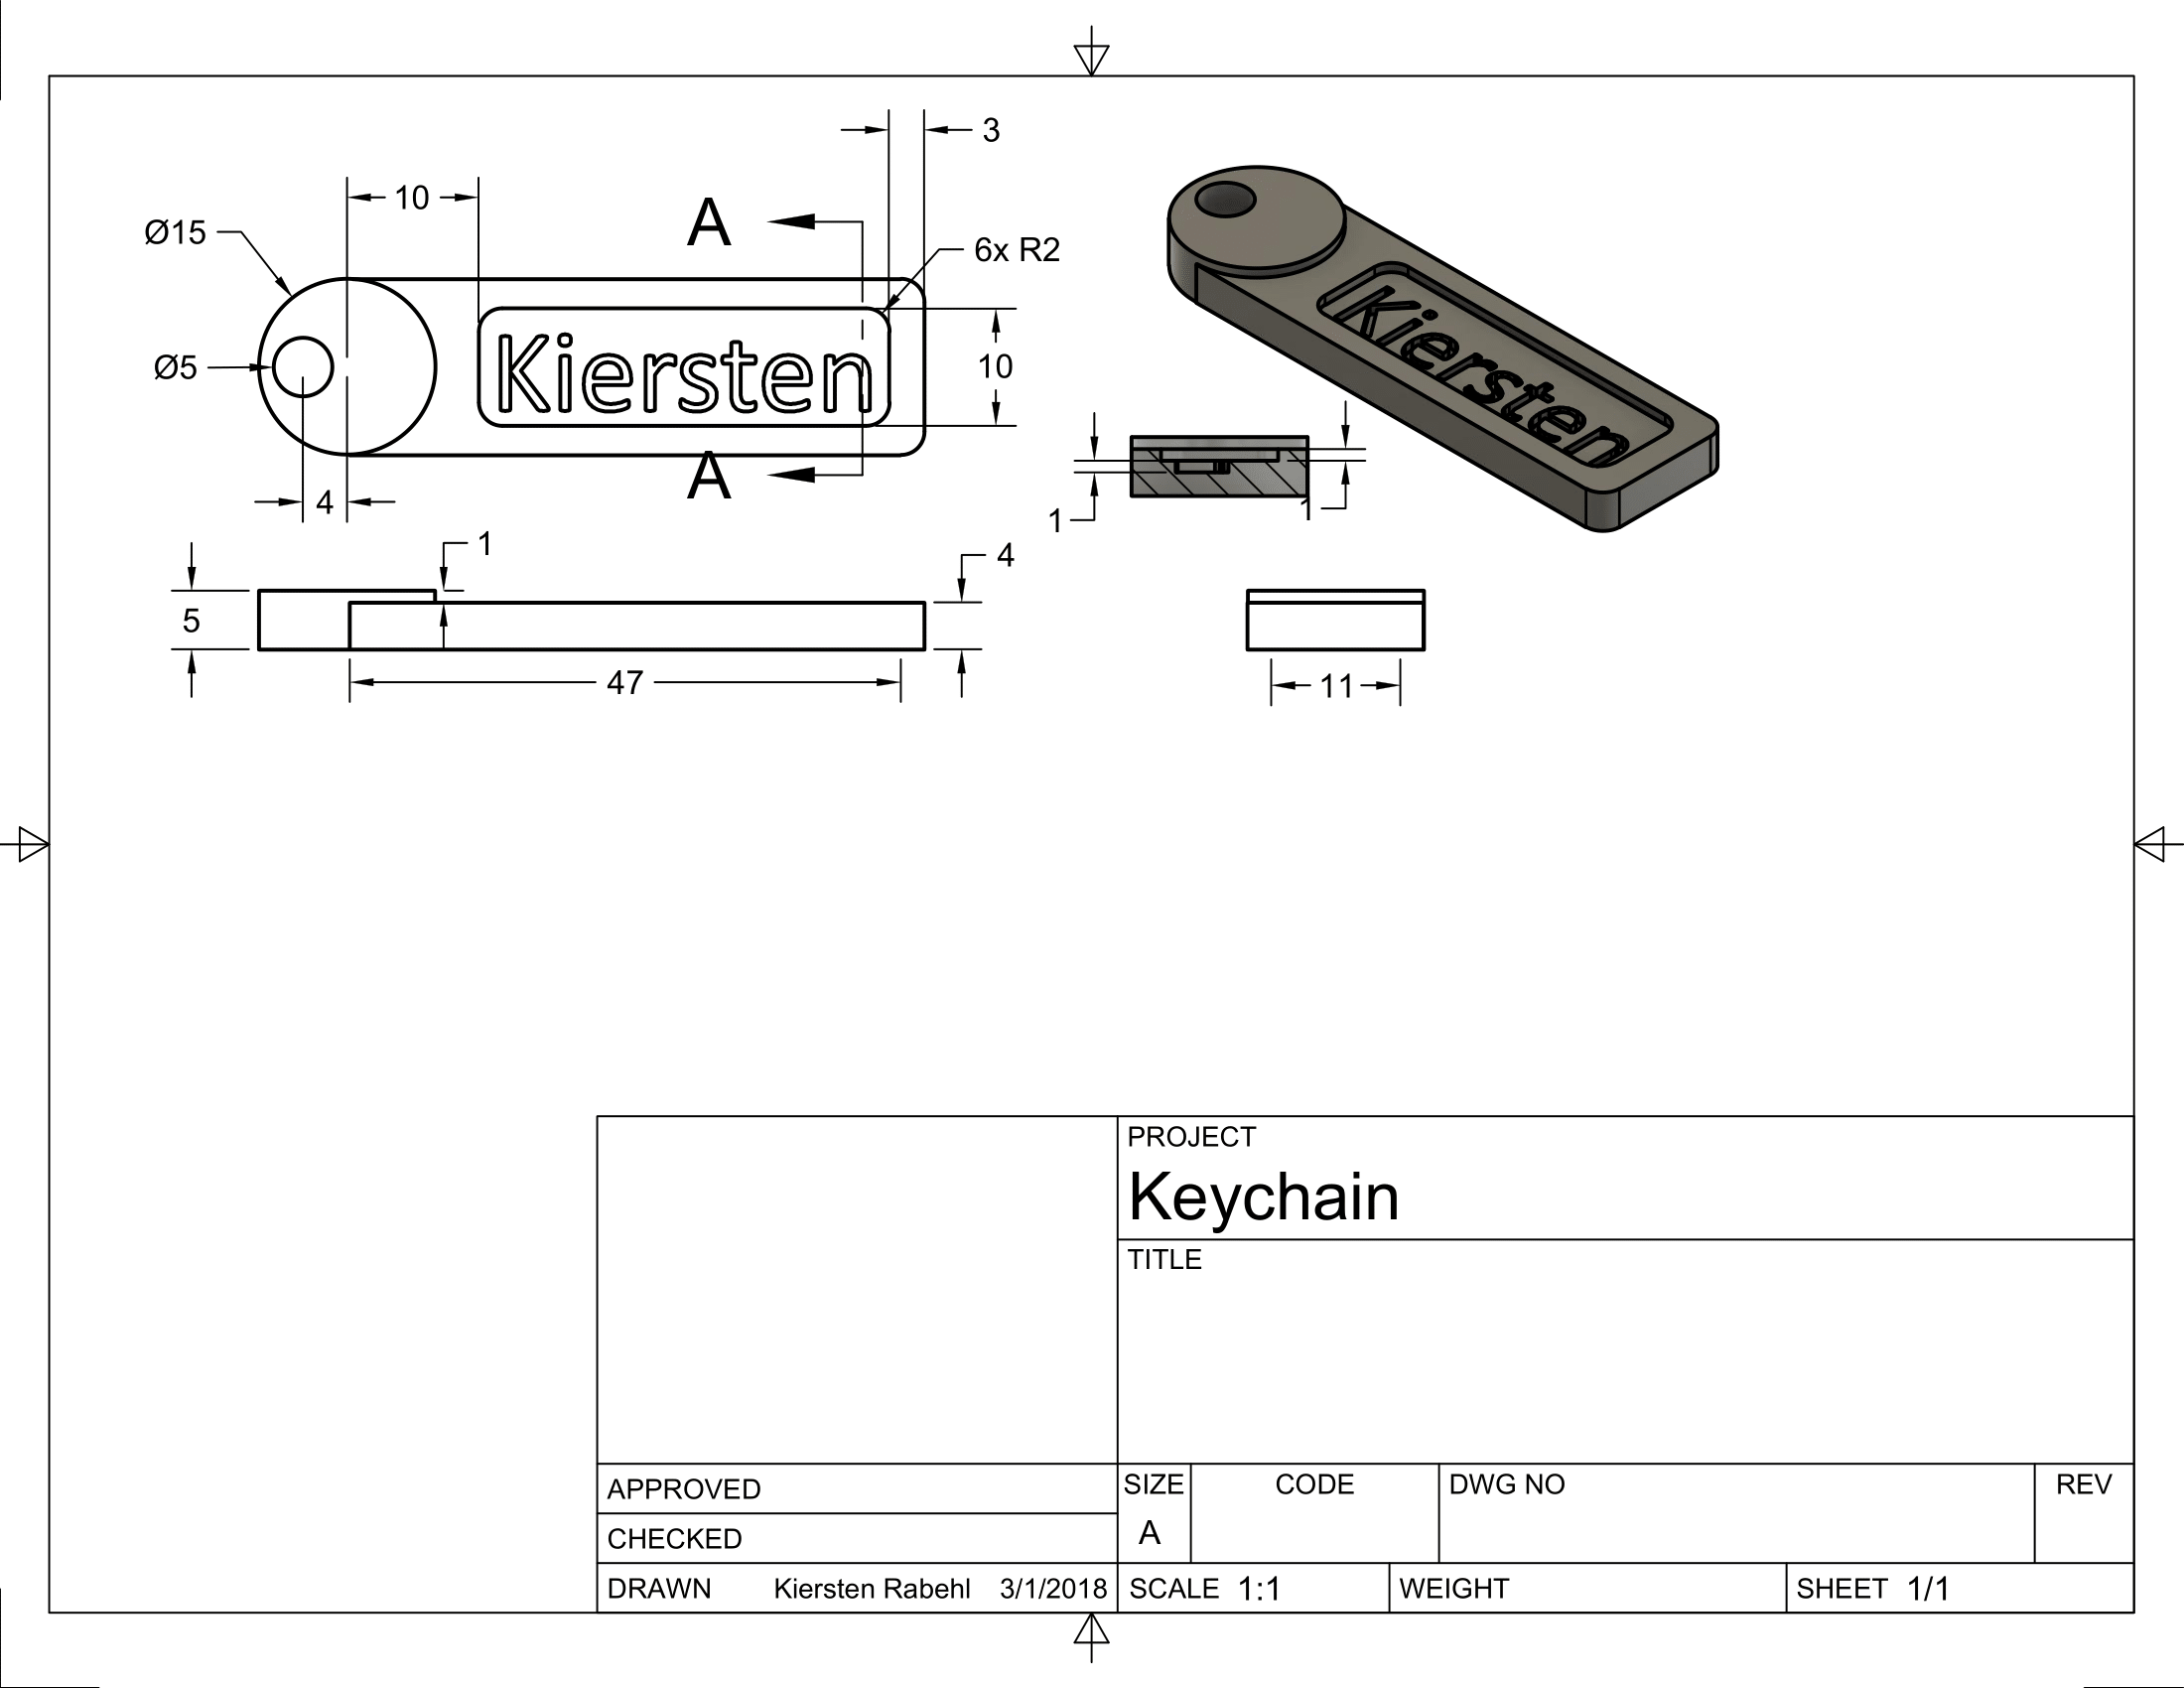 3
10
A
Ø15
6x R2
Ø5
Kiersten
10
A
4
1
1
1
4
5
47
11
Kiersten
PROJECT
Keychain
TITLE
APPROVED
CHECKED
DRAWN Kiersten Rabehl 3/1/2018
SIZE CODE DWG NO REV
A
SCALE 1:1 WEIGHT SHEET 1/1